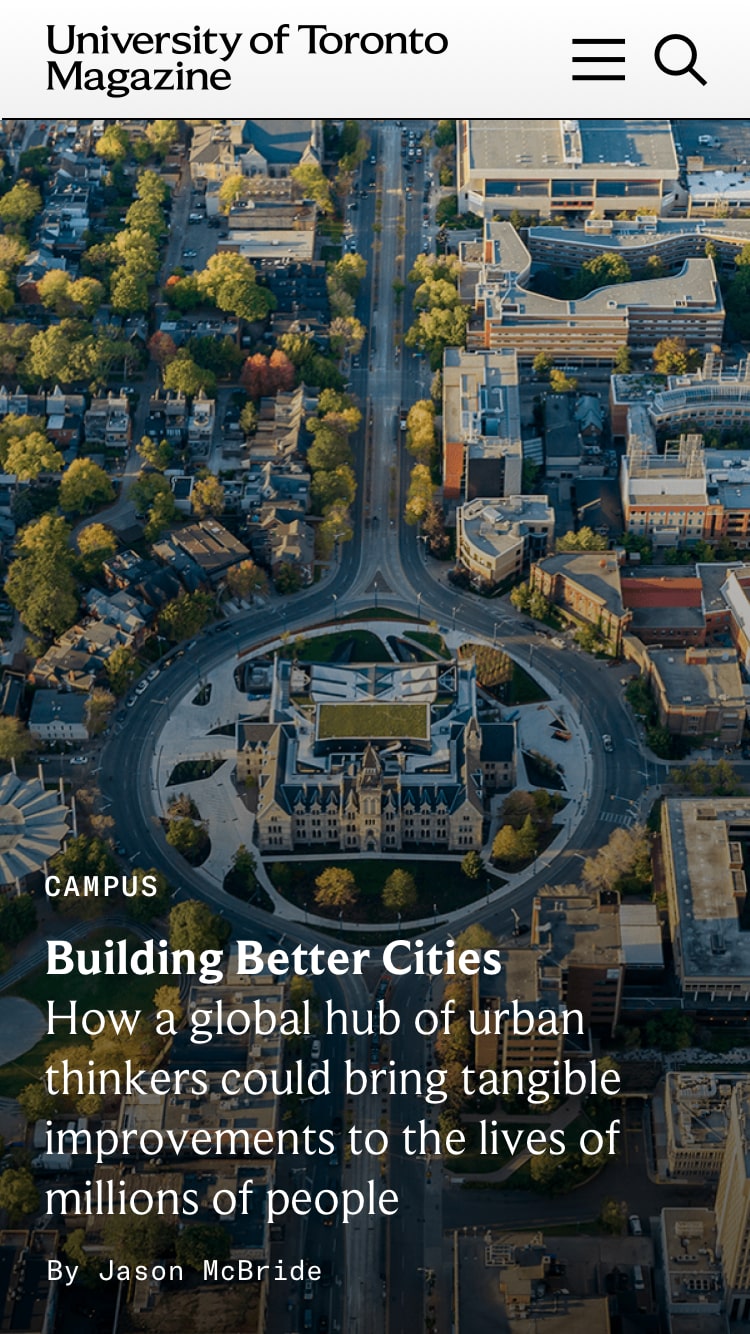 University of Toronto
Magazine
CAMPUS
Building Better Cities
How a global hub of urban
thinkers could bring tangible
improvements to the lives of
millions of people
By Jason McBride